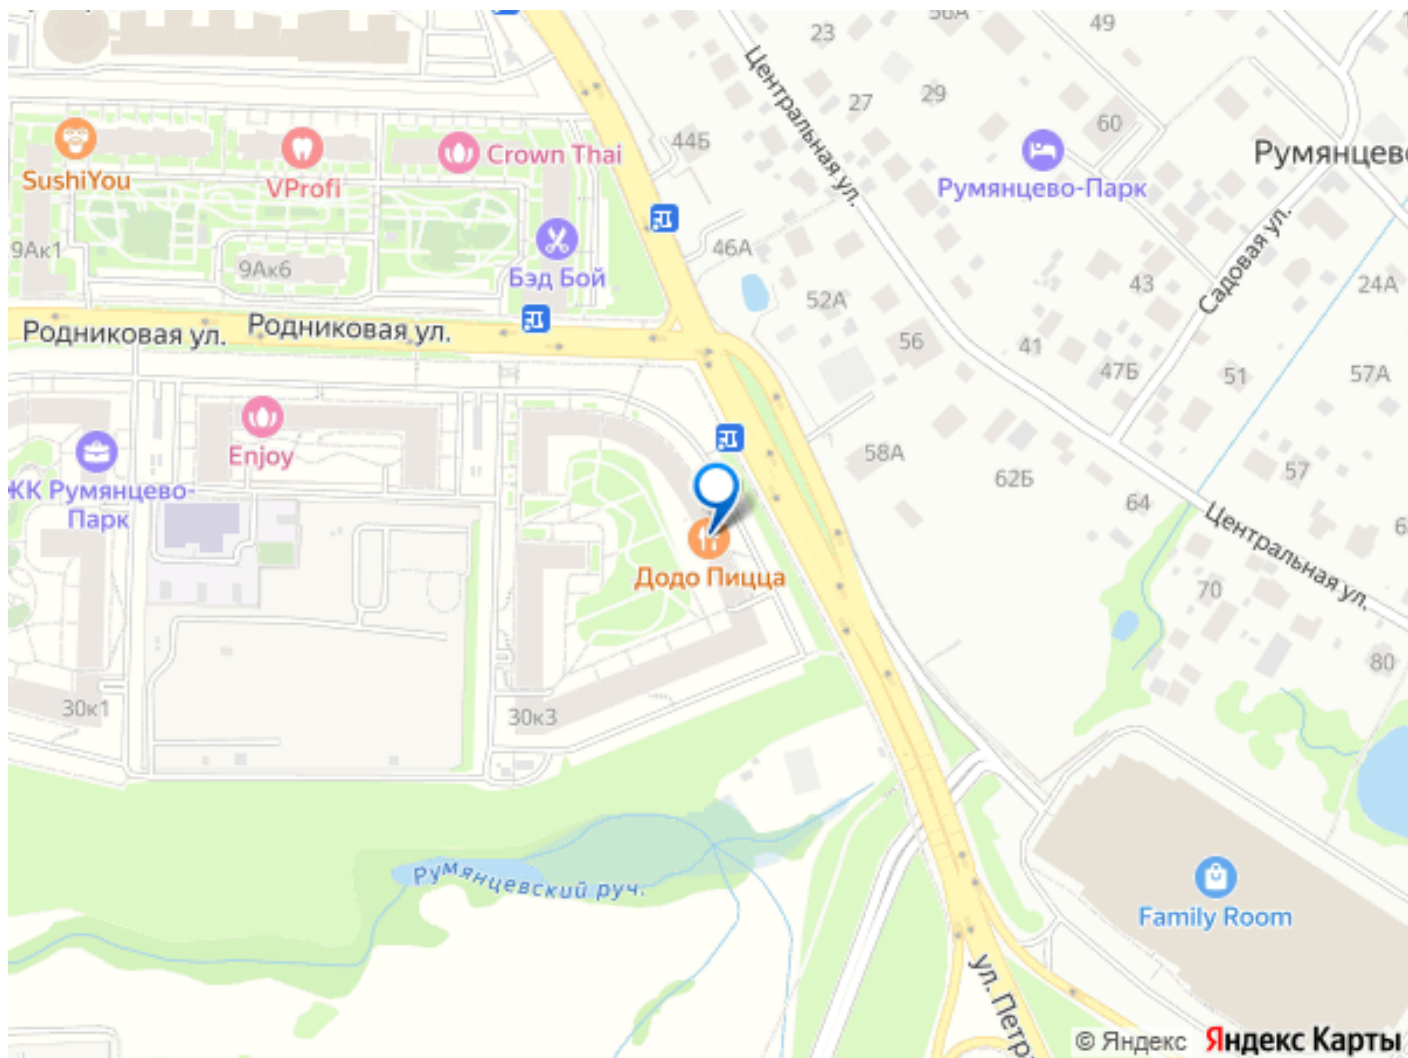 56А
49
23
Центральная ул.
29
27
60
44Б
Crown Thai
SushiYou
VProfi
Румянцево-Парк
Садовая ул.
9Ак1
9Ак6
Бэд Бой
46А
43
24А
52А
Родниковая ул.
Родниковая ул.
56
41
47Б
51
57А
Enjoy
58А
62Б
57
64
ЖК Румянцево-
Парк
Центральная ул.
Додо Пицца
70
80
30к1
30к3
Румянцевский руч.
Family Room
ул. Петр
© Яндекс
Яндекс Карты